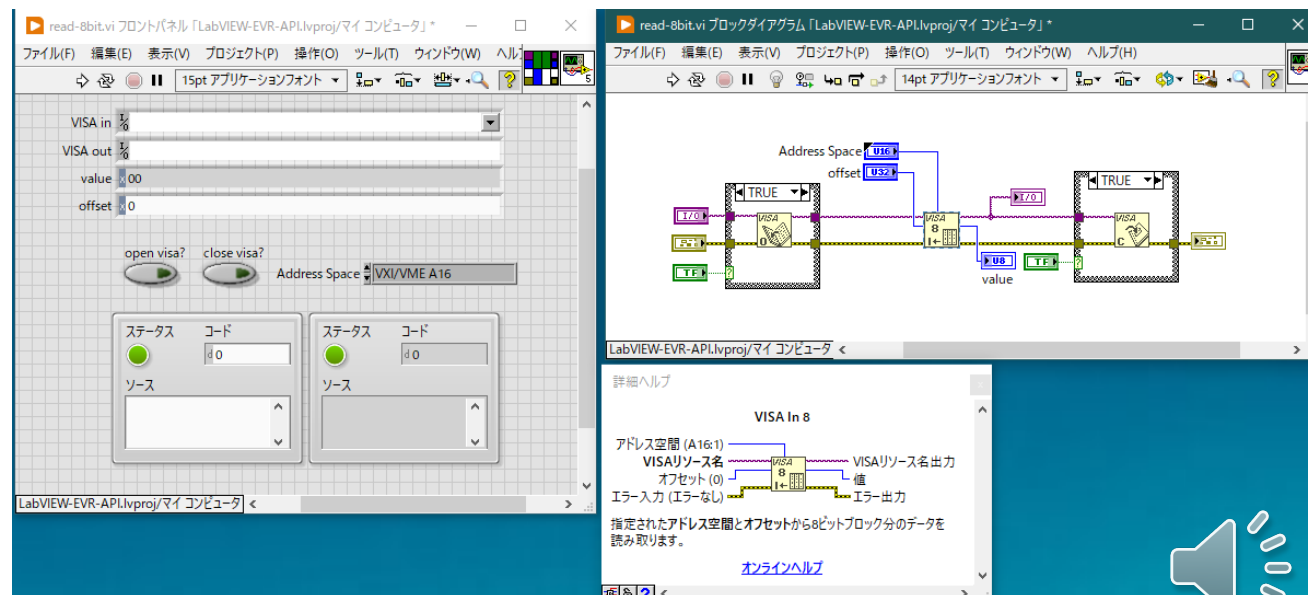 read-8bit.vi フロントパネル「LabVIEW-EVR-API.lvproj/マイ コンピュータ」*
ファイル(F) 編集(E) 表示(V) プロジェクト(P) 操作(O) ツール(T) ウィンドウ(W) ヘル
15pt アプリケーションフォント
5
VISA in
VISA out
value x 00
offset x 0
open visa? close visa?
Address Space VXI/VME A16
ステータス コード
d 0
ソース
ステータス コード
d 0
ソース
LabVIEW-EVR-API.lvproj/マイ コンピュータ
read-8bit.vi ブロックダイアグラム「LabVIEW-EVR-API.lvproj/マイ コンピュータ」*
ファイル(F) 編集(E) 表示(V) プロジェクト(P) 操作(O) ツール(T) ウィンドウ(W) ヘルプ(H)
14pt アプリケーションフォント
Address Space U16
offset U32
TRUE
TRUE
I/O
VISA
O
VISA
8
I/O
VISA
C
TF
U8
value
TF
LabVIEW-EVR-API.lvproj/マイ コンピュータ
詳細ヘルプ
VISA In 8
アドレス空間 (A16:1)
VISAリソース名
オフセット (0)
エラー入力 (エラーなし)
VISA
8
VISAリソース名出力
値
エラー出力
指定されたアドレス空間とオフセットから8ビットブロック分のデータを
読み取ります。
オンラインヘルプ